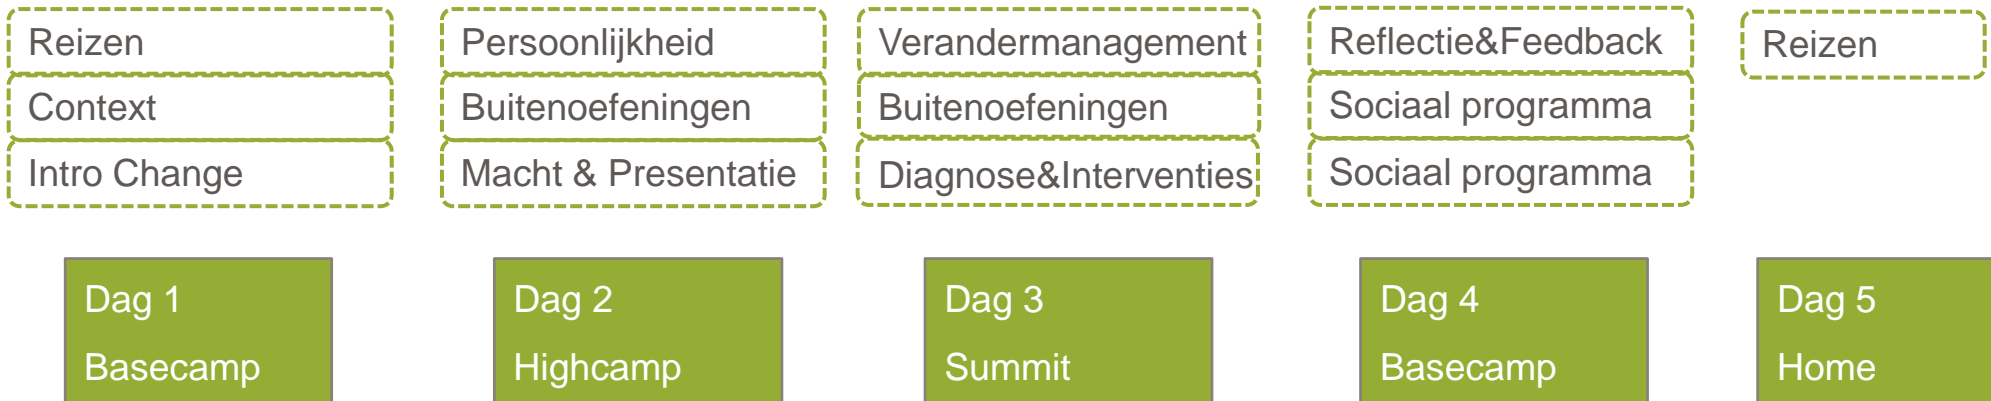 Reizen
Context
Intro Change
Persoonlijkheid
Buitenoefeningen
Macht & Presentatie
Verandermanagement
Buitenoefeningen
Diagnose&Interventies
Reflectie&Feedback
Sociaal programma
Sociaal programma
Reizen
Dag 1
Basecamp
Dag 2
Highcamp
Dag 3
Summit
Dag 4
Basecamp
Dag 5
Home